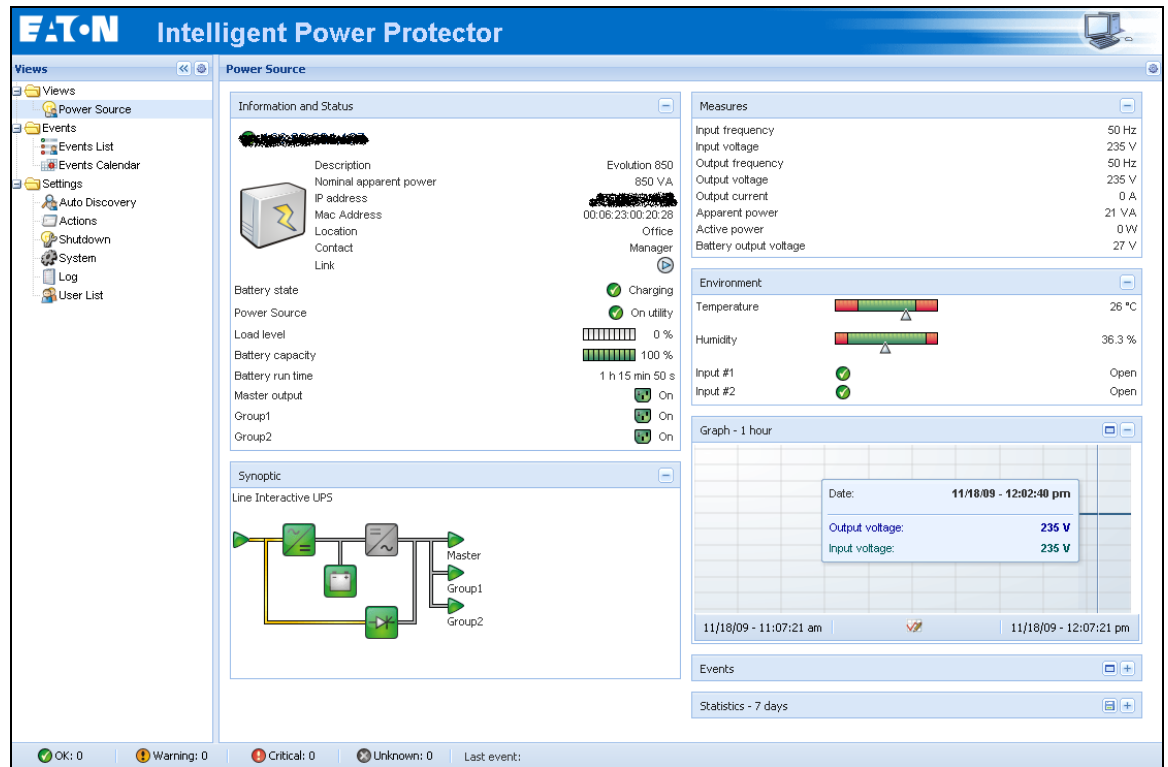 EATON Intelligent Power Protector
Views
Views
Power Source
Events
Events List
Events Calendar
Settings
Auto Discovery
Actions
Shutdown
System
Log
User List
Power Source
Information and Status
Description Evolution 850
Nominal apparent power 850 VA
IP address
Mac Address 00:06:23:00:20:28
Location Office
Contact Manager
Link
Battery state Charging
Power Source On utility
Load level 0 %
Battery capacity 100 %
Battery run time 1 h 15 min 50 s
Master output On
Group1 On
Group2 On
Synoptic
Line Interactive UPS
Master
Group1
Group2
Measures
Input frequency 50 Hz
Input voltage 235 V
Output frequency 50 Hz
Output voltage 235 V
Output current 0 A
Apparent power 21 VA
Active power 0 W
Battery output voltage 27 V
Environment
Temperature 26 °C
Humidity 36.3 %
Input #1 Open
Input #2 Open
Graph - 1 hour
Date: 11/18/09 - 12:02:40 pm
Output voltage: 235 V
Input voltage: 235 V
11/18/09 - 11:07:21 am 11/18/09 - 12:07:21 pm
Events
Statistics - 7 days
OK: 0 Warning: 0 Critical: 0 Unknown: 0 Last event: